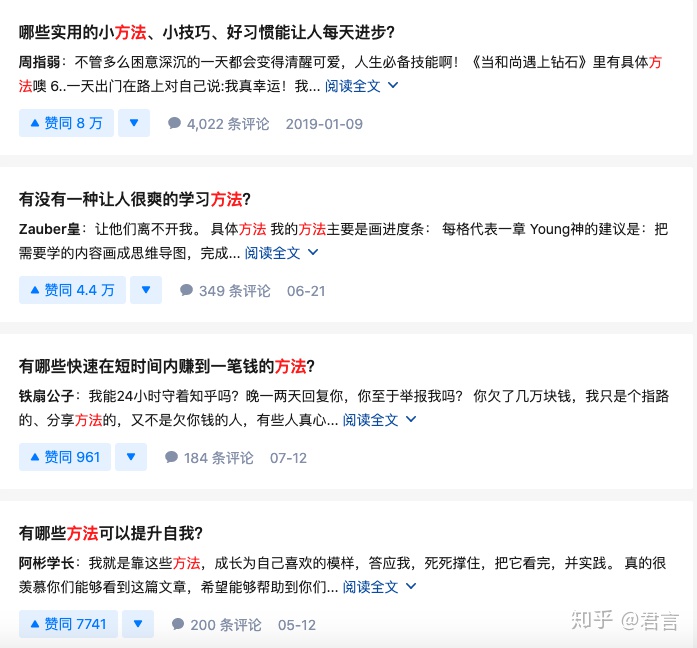 哪些实用的小方法、小技巧、好习惯能让人每天进步?
周指弱：不管多么困意深沉的一天都会变得清醒可爱，人生必备技能啊！《当和尚遇上钻石》里有具体方
法噢 6..一天出门在路上对自己说:我真幸运！我... 阅读全文
赞同 8 万 4,022 条评论 2019-01-09
有没有一种让人很爽的学习方法?
Zauber皇：让他们离不开我。 具体方法 我的方法主要是画进度条： 每格代表一章 Young神的建议是：把
需要学的内容画成思维导图，完成... 阅读全文
赞同 4.4 万 349 条评论 06-21
有哪些快速在短时间内赚到一笔钱的方法?
铁扇公子：我能24小时守着知乎吗？晚一两天回复你，你至于举报我吗？ 你欠了几万块钱，我只是个指路
的、分享方法的，又不是欠你钱的人，有些人真心... 阅读全文
赞同 961 184 条评论 07-12
有哪些方法可以提升自我?
阿彬学长：我就是靠这些方法，成长为自己喜欢的模样，答应我，死死撑住，把它看完，并实践。 真的很
羡慕你们能够看到这篇文章，希望能够帮助到你们... 阅读全文
赞同 7741 200 条评论 05-12
知乎 @君言